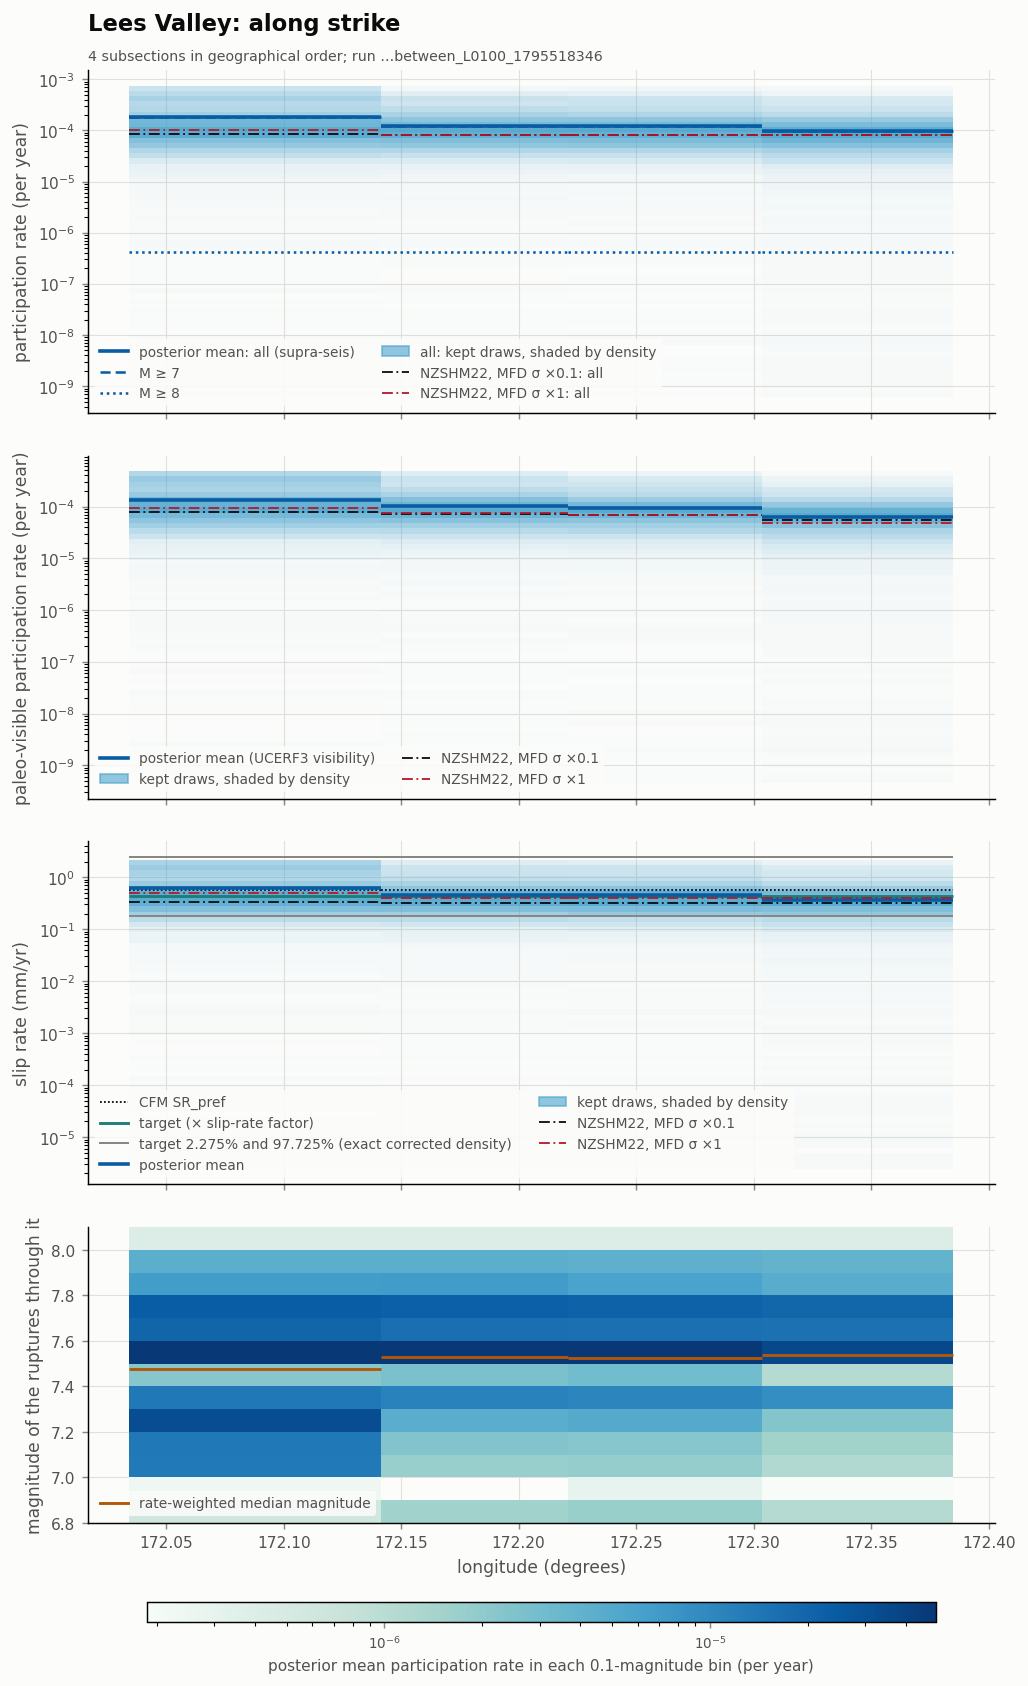 Lees Valley: along strike
4 subsections in geographical order; run ...between_L0100_1795518346
participation rate (per year)
10⁻³
10⁻⁴
10⁻⁵
10⁻⁶
10⁻⁷
10⁻⁸
10⁻⁹
posterior mean: all (supra-seis)
M ≥ 7
M ≥ 8
all: kept draws, shaded by density
NZSHM22, MFD σ ×0.1: all
NZSHM22, MFD σ ×1: all
paleo-visible participation rate (per year)
10⁻⁴
10⁻⁵
10⁻⁶
10⁻⁷
10⁻⁸
10⁻⁹
posterior mean (UCERF3 visibility)
kept draws, shaded by density
NZSHM22, MFD σ ×0.1
NZSHM22, MFD σ ×1
slip rate (mm/yr)
10⁰
10⁻¹
10⁻²
10⁻³
10⁻⁴
10⁻⁵
CFM SR_pref
target (× slip-rate factor)
target 2.275% and 97.725% (exact corrected density)
posterior mean
kept draws, shaded by density
NZSHM22, MFD σ ×0.1
NZSHM22, MFD σ ×1
magnitude of the ruptures through it
8.0
7.8
7.6
7.4
7.2
7.0
6.8
rate-weighted median magnitude
172.05 172.10 172.15 172.20 172.25 172.30 172.35 172.40
longitude (degrees)
10⁻⁶ 10⁻⁵
posterior mean participation rate in each 0.1-magnitude bin (per year)